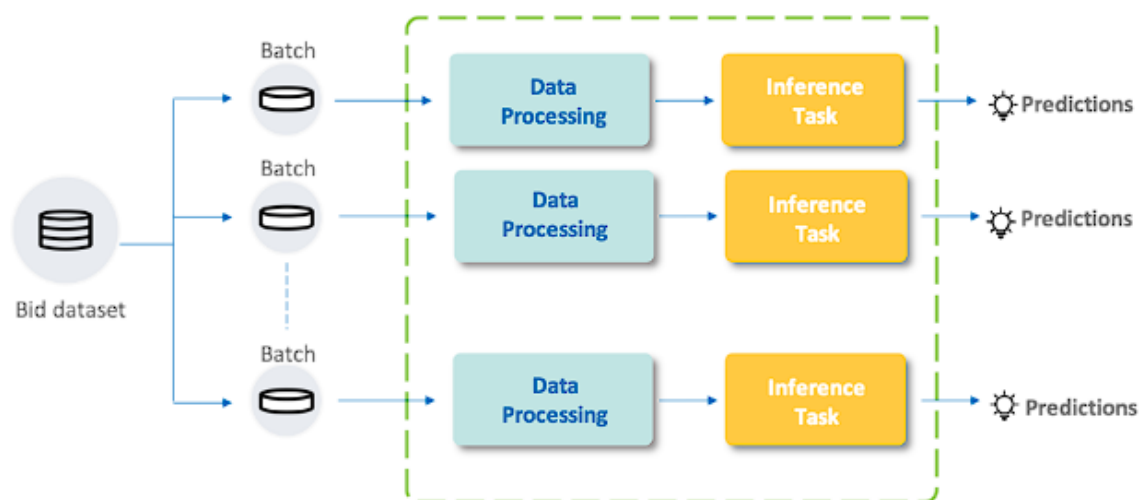 Batch
Data
Processing
Inference
Task
Predictions
Batch
Data
Processing
Inference
Task
Predictions
Bid dataset
Batch
Data
Processing
Inference
Task
Predictions